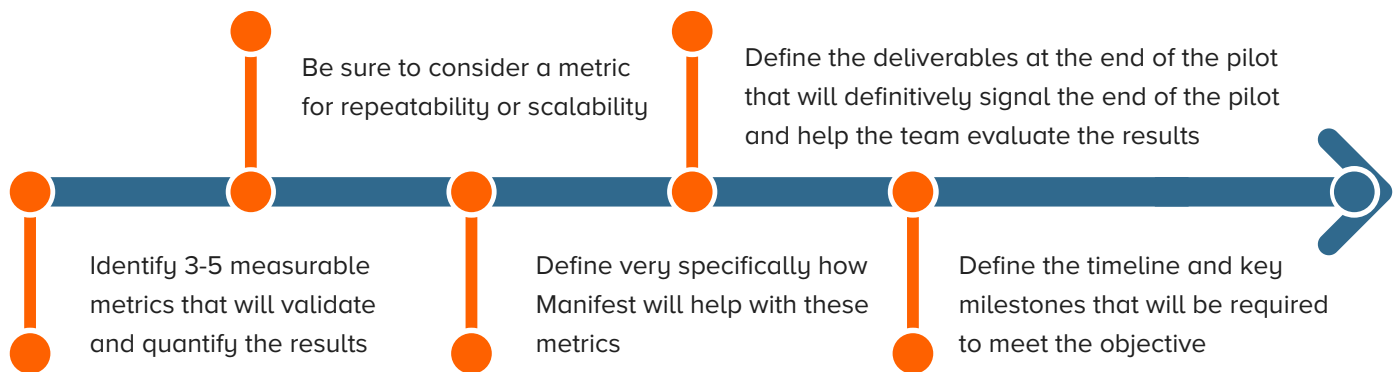 Identify 3-5 measurable
metrics that will validate
and quantify the results
Be sure to consider a metric
for repeatability or scalability
Define very specifically how
Manifest will help with these
metrics
Define the deliverables at the end of the pilot
that will definitively signal the end of the pilot
and help the team evaluate the results
Define the timeline and key
milestones that will be required
to meet the objective